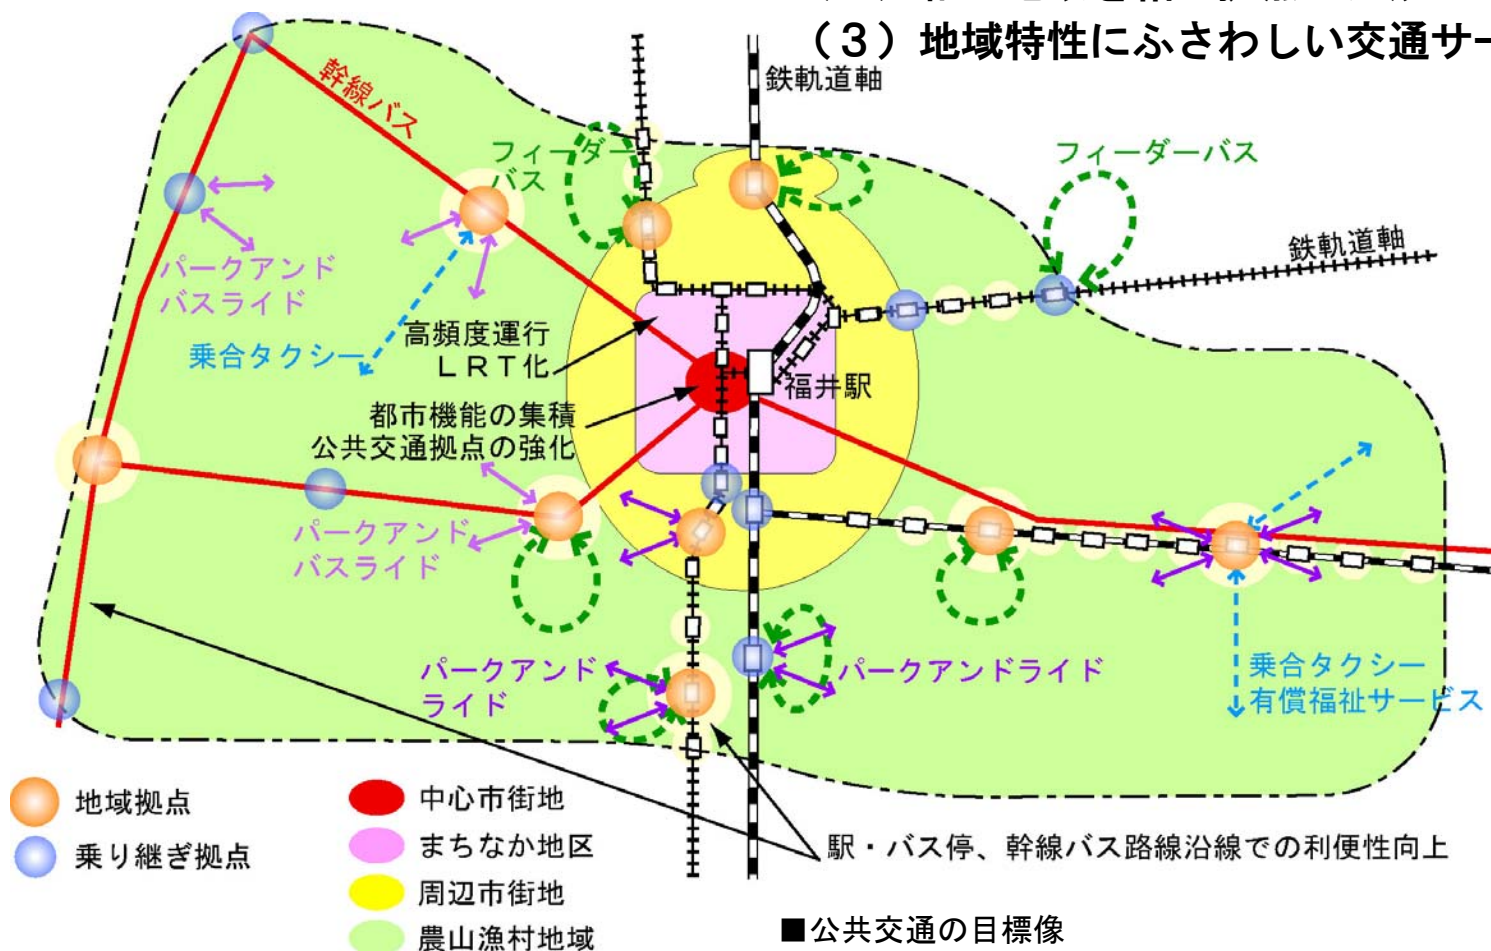 （３）地域特性にふさわしい交通サー
鉄軌道軸
幹線バス
フィーダー
バス
フィーダーバス
鉄軌道軸
パークアンド
バスライド
乗合タクシー
高頻度運行
ＬＲＴ化
福井駅
都市機能の集積
公共交通拠点の強化
パークアンド
バスライド
パークアンド
ライド
パークアンドライド
乗合タクシー
有償福祉サービス
地域拠点
乗り継ぎ拠点
中心市街地
まちなか地区
周辺市街地
農山漁村地域
駅・バス停、幹線バス路線沿線での利便性向上
■公共交通の目標像